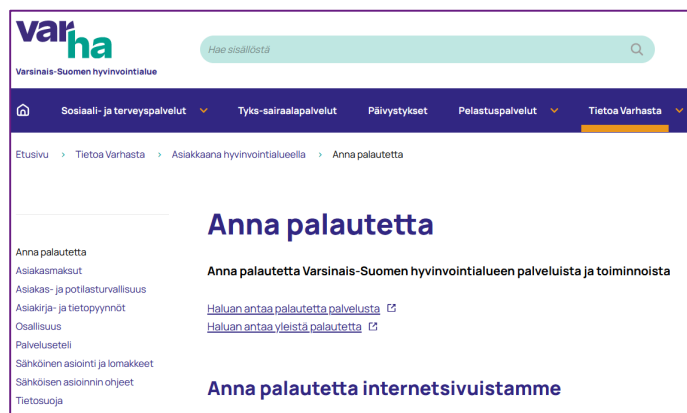 varha
Varsinais-Suomen hyvinvointialue
Hae sisällöstä
Sosiaali- ja terveyspalvelut Tyks-sairaalapalvelut Päivystykset Pelastuspalvelut Tietoa Varhasta
Etusivu > Tietoa Varhasta > Asiakkaana hyvinvointialueella > Anna palautetta
Anna palautetta
Asiakasmaksut
Asiakas- ja potilasturvallisuus
Asiakirja- ja tietopyynnöt
Osallisuus
Palveluseteli
Sähköinen asiointi ja lomakkeet
Sähköisen asioinnin ohjeet
Tietosuoja
Anna palautetta
Anna palautetta Varsinais-Suomen hyvinvointialueen palveluista ja toiminnoista
Haluan antaa palautetta palvelusta
Haluan antaa yleistä palautetta
Anna palautetta internetsivuistamme